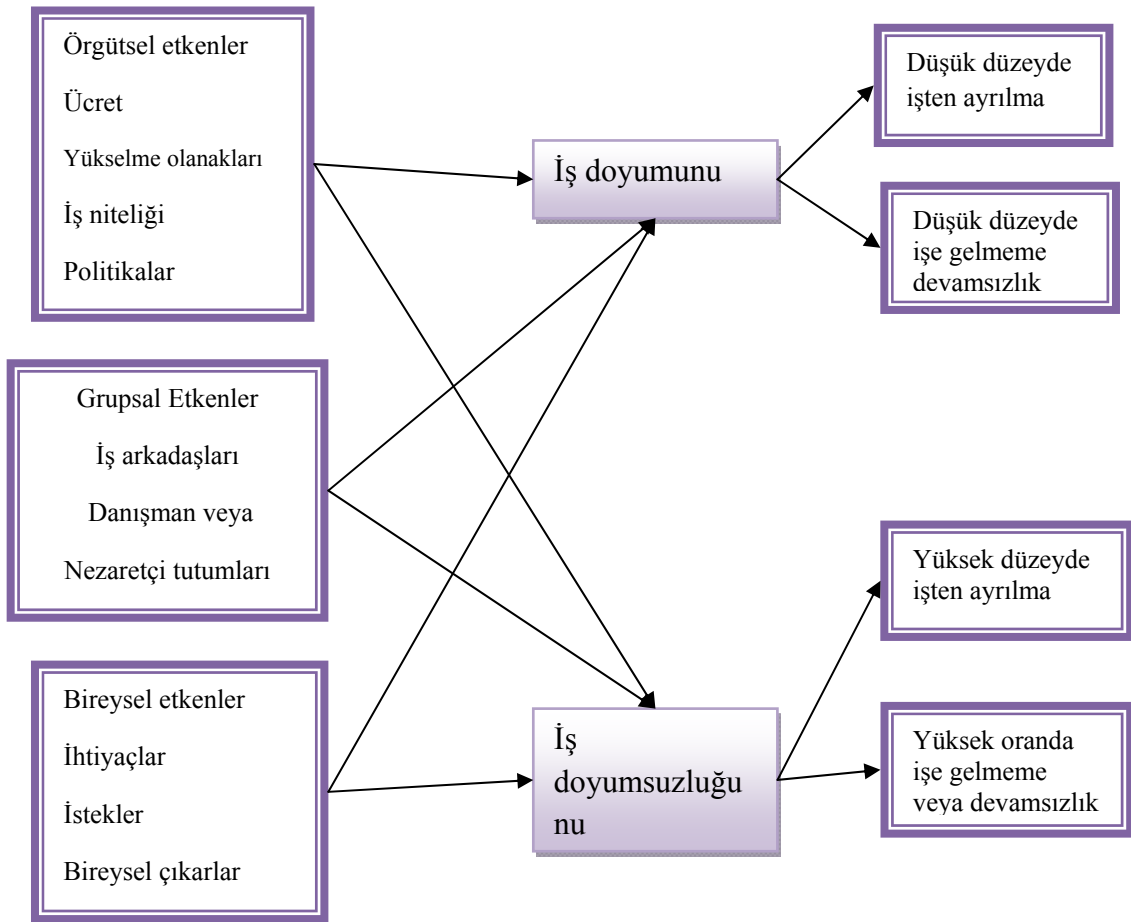 Örgütsel etkenler
Ücret
Yükselme olanakları
İş niteliği
Politikalar
Grupsal Etkenler
İş arkadaşları
Danışman veya
Nezaretçi tutumları
Bireysel etkenler
İhtiyaçlar
İstekler
Bireysel çıkarlar
İş doyumunu
İş
doyumsuzluğu
nu
Düşük düzeyde
işten ayrılma
Düşük düzeyde
işe gelmeme
devamsızlık
Yüksek düzeyde
işten ayrılma
Yüksek oranda
işe gelmeme
veya devamsızlık